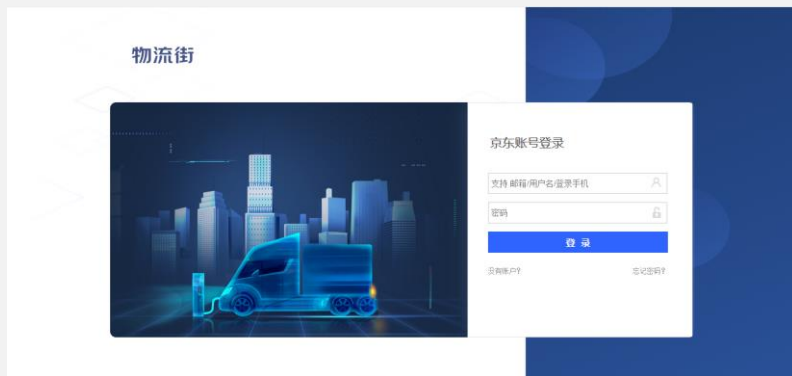 物流街
京东账号登录
支持 邮箱/用户名/登录手机
密码
登 录
没有账户?
忘记密码?